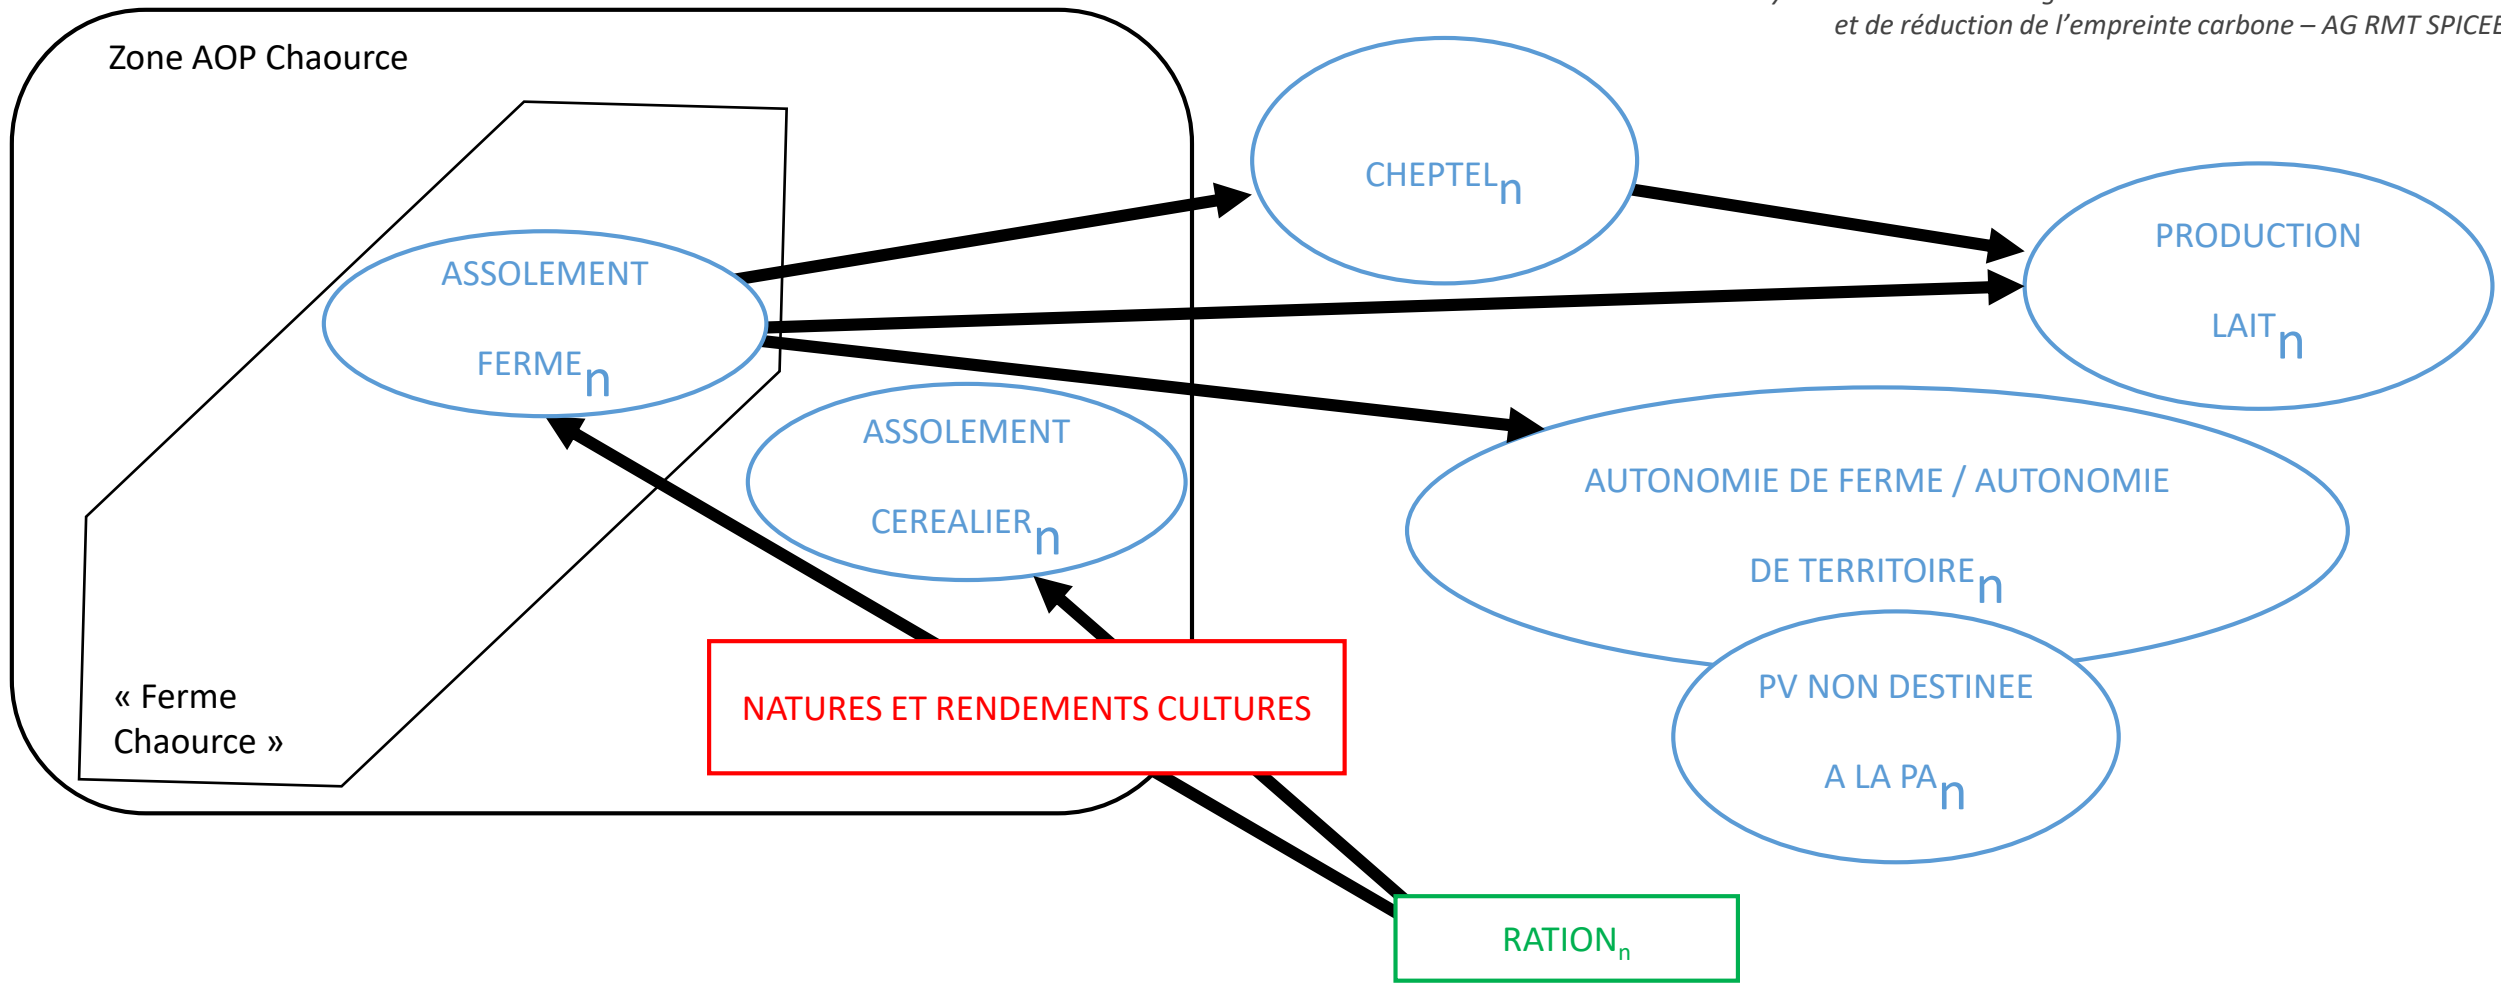 et de réduction de l'empreinte carbone – AG RMT SPICEE
Zone AOP Chaource
CHEPTELn
PRODUCTION
LAITn
ASSOLEMENT
FERMEn
ASSOLEMENT
CEREALIERn
AUTONOMIE DE FERME / AUTONOMIE
DE TERRITOIREn
PV NON DESTINEE
A LA PAn
« Ferme
Chaource »
NATURES ET RENDEMENTS CULTURES
RATIONn